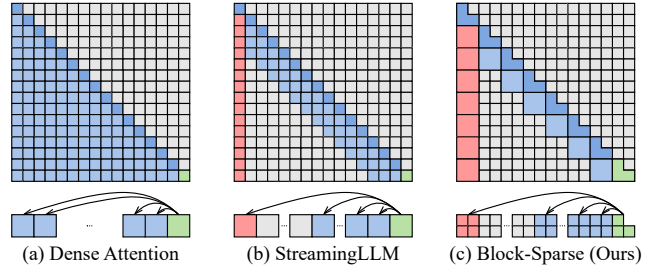 ...
... ...
... ...
(a) Dense Attention
(b) StreamingLLM
(c) Block-Sparse (Ours)